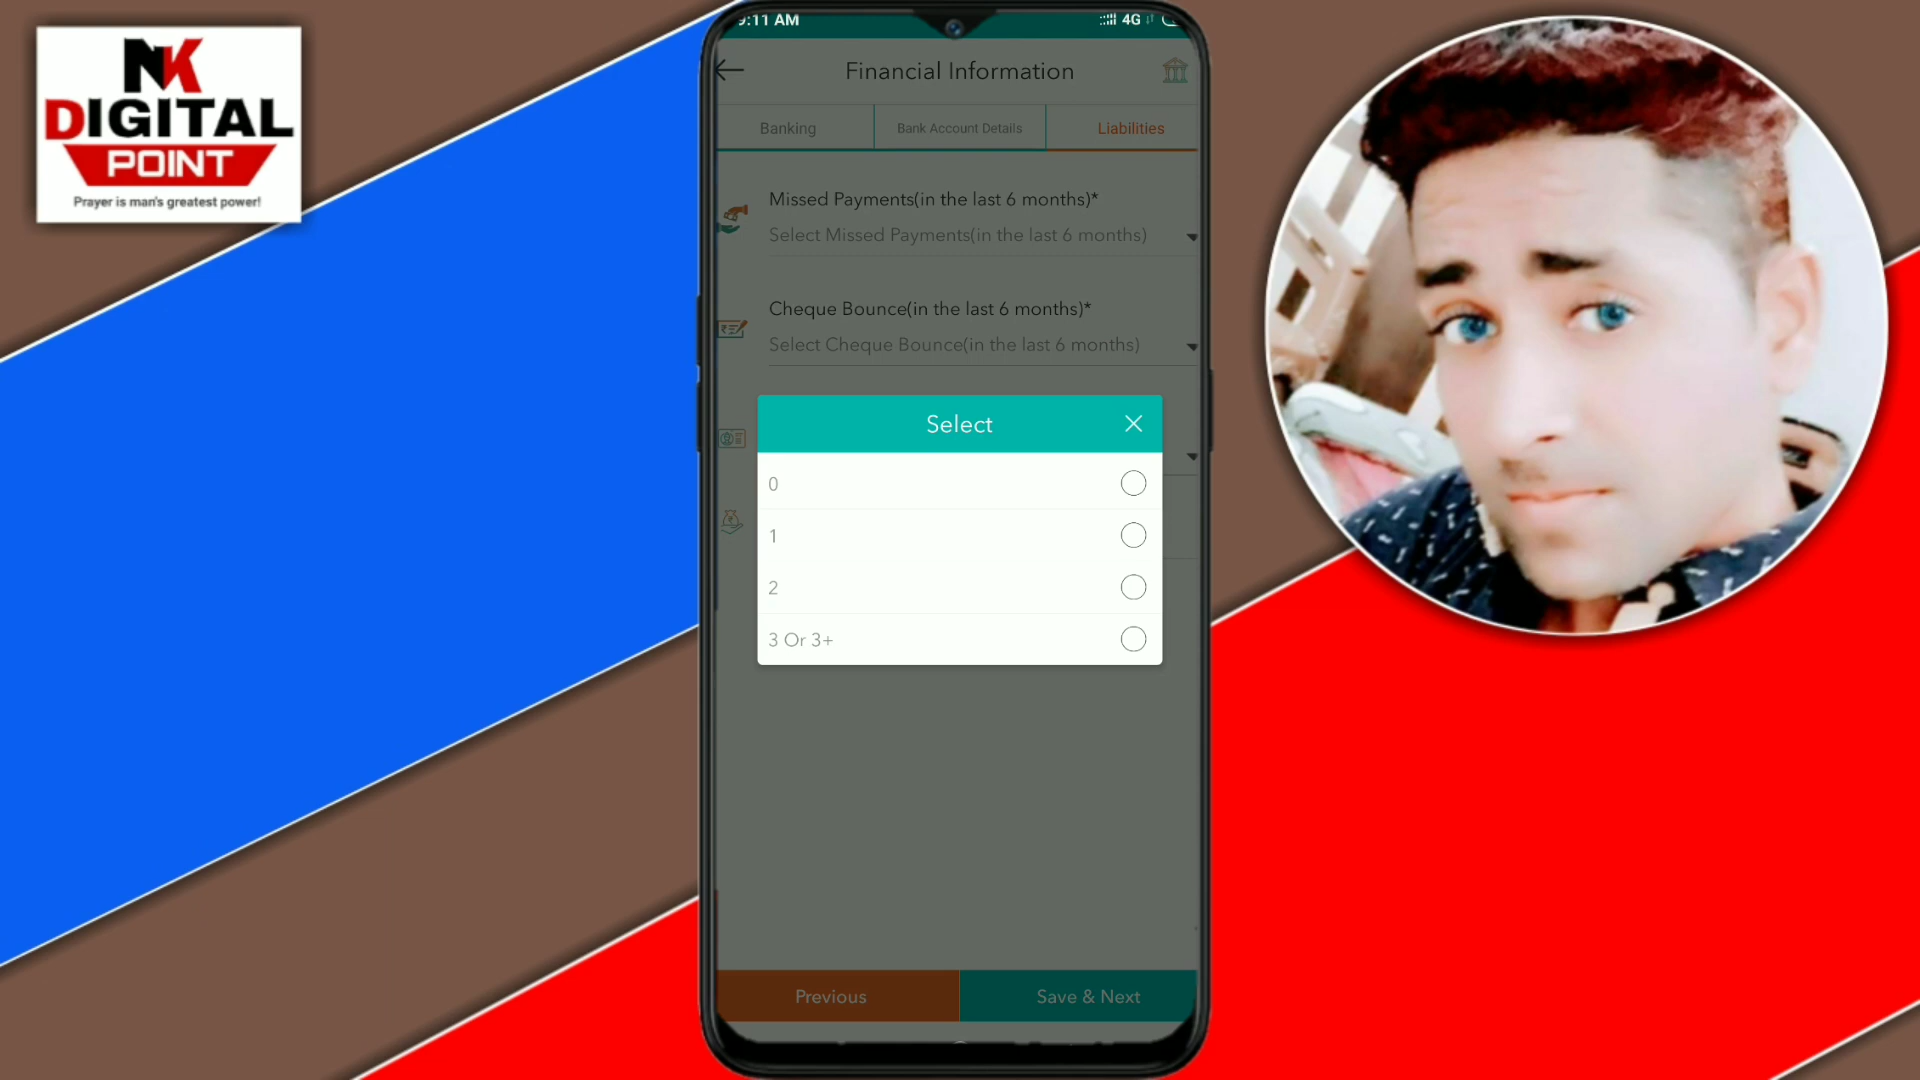 NK
DIGITAL
POINT
Prayer is man's greatest power!
9:11 AM
4G
Financial Information
Banking
Bank Account Details
Liabilities
Missed Payments(in the last 6 months)*
Select Missed Payments(in the last 6 months)
Cheque Bounce(in the last 6 months)*
Select Cheque Bounce(in the last 6 months)
Select
0
1
2
3 Or 3+
Previous
Save & Next